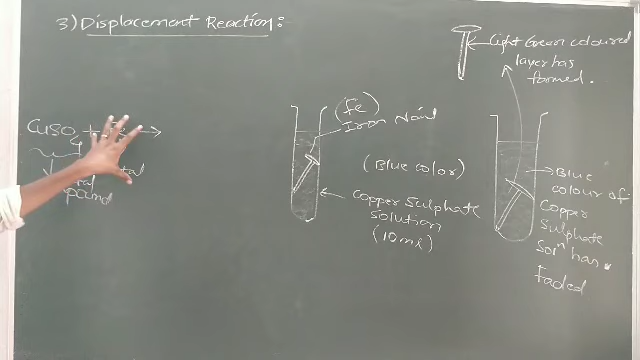 3) Displacement Reaction:
Light Green coloured
layer has
formed.
(Fe)
Iron Nail
CuSO4 + Fe →
(Blue color)
Copper Sulphate
Solution
(10ml)
Blue
colour of
Copper
Sulphate
Sol^n has
Faded